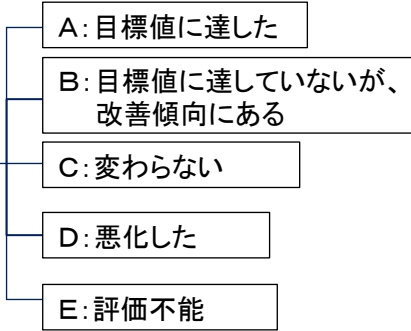 A:目標値に達した
B:目標値に達していないが、
改善傾向にある
C:変わらない
D:悪化した
E:評価不能